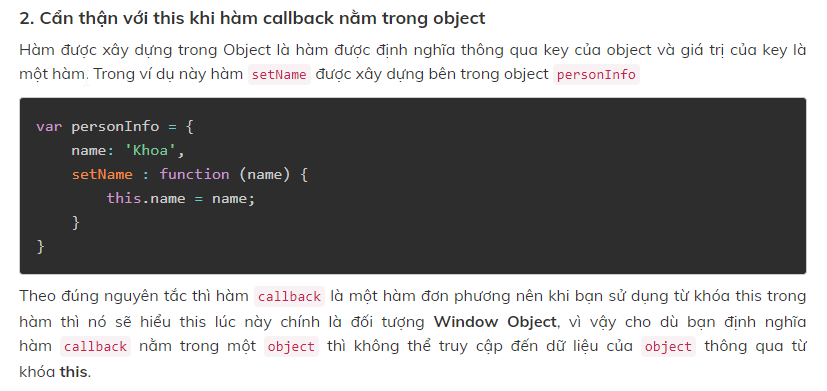 2. Cẩn thận với this khi hàm callback nằm trong object
Hàm được xây dựng trong Object là hàm được định nghĩa thông qua key của object và giá trị của key là
một hàm. Trong ví dụ này hàm setName được xây dựng bên trong object personInfo
var personInfo = {
    name: 'Khoa',
    setName : function (name) {
        this.name = name;
    }
}
Theo đúng nguyên tắc thì hàm callback là một hàm đơn phương nên khi bạn sử dụng từ khóa this trong
hàm thì nó sẽ hiểu this lúc này chính là đối tượng Window Object, vì vậy cho dù bạn định nghĩa
hàm callback nằm trong một object thì không thể truy cập đến dữ liệu của object thông qua từ
khóa this.